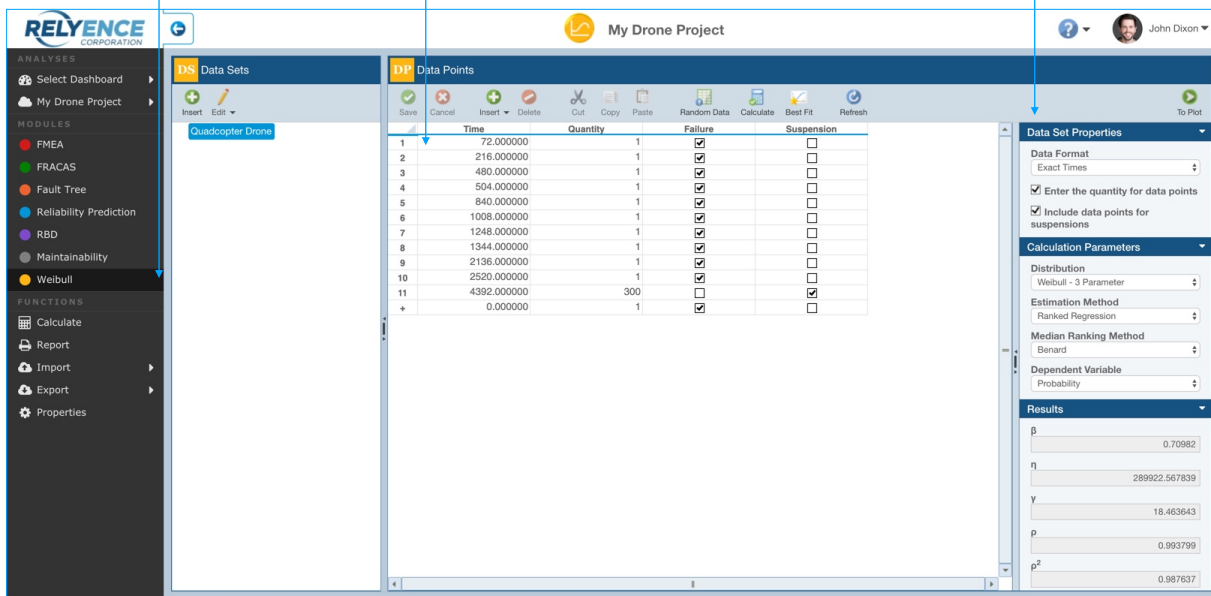 RELYENCE
CORPORATION
My Drone Project
?
John Dixon
ANALYSES
Select Dashboard
My Drone Project
MODULES
FMEA
FRACAS
Fault Tree
Reliability Prediction
RBD
Maintainability
Weibull
FUNCTIONS
Calculate
Report
Import
Export
Properties
DS Data Sets
Insert Edit
Quadcopter Drone
DP Data Points
Save Cancel Insert Delete Cut Copy Paste Random Data Calculate Best Fit Refresh To Plot
Time Quantity Failure Suspension
1 72.000000 1
2 216.000000 1
3 480.000000 1
4 504.000000 1
5 840.000000 1
6 1008.000000 1
7 1248.000000 1
8 1344.000000 1
9 2136.000000 1
10 2520.000000 1
11 4392.000000 300
+ 0.000000 1
Data Set Properties
Data Format
Exact Times
Enter the quantity for data points
Include data points for
suspensions
Calculation Parameters
Distribution
Weibull - 3 Parameter
Estimation Method
Ranked Regression
Median Ranking Method
Benard
Dependent Variable
Probability
Results
β
0.70982
η
289922.567839
γ
18.463643
ρ
0.993799
ρ²
0.987637